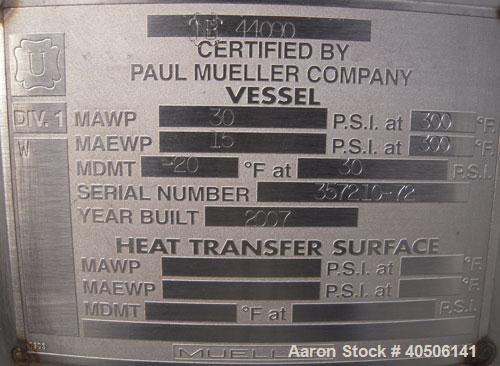 NB 44090
CERTIFIED BY
PAUL MUELLER COMPANY
U
VESSEL
DIV. 1
MAWP 30 P.S.I. at 300 °F
W
MAEWP 15 P.S.I. at 300 °F
MDMT -20 °F at 30 P.S.I.
SERIAL NUMBER 357210-72
YEAR BUILT 2007
HEAT TRANSFER SURFACE
MAWP P.S.I. at °F
MAEWP P.S.I. at °F
MDMT °F at P.S.I.
MUELLER
Aaron Stock # 40506141